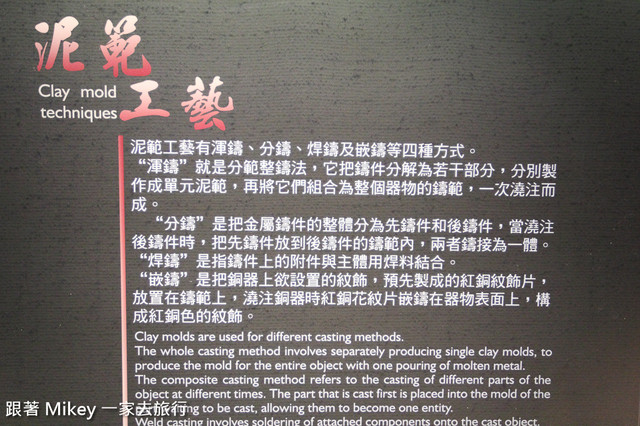 泥範
Clay mold
techniques
工藝
泥範工藝有渾鑄、分鑄、焊鑄及嵌鑄等四種方式。
“渾鑄”就是分範整鑄法，它把鑄件分解為若干部分，分別製
作成單元泥範，再將它們組合為整個器物的鑄範，一次澆注而
成。
“分鑄”是把金屬鑄件的整體分為先鑄件和後鑄件，當澆注
後鑄件時，把先鑄件放到後鑄件的鑄範內，兩者鑄接為一體。
“焊鑄”是指鑄件上的附件與主體用焊料結合。
“嵌鑄”是把銅器上欲設置的紋飾，預先製成的紅銅紋飾片，
放置在鑄範上，澆注銅器時紅銅花紋片嵌鑄在器物表面上，構
成紅銅色的紋飾。
Clay molds are used for different casting methods.
The whole casting method involves separately producing single clay molds, to
produce the mold for the entire object with one pouring of molten metal.
The composite casting method refers to the casting of different parts of the
object at different times. The part that is cast first is placed into the mold of the
to be cast, allowing them to become one entity.
Weld casting involves soldering of attached components onto the cast object.
跟著 Mikey 一家去旅行